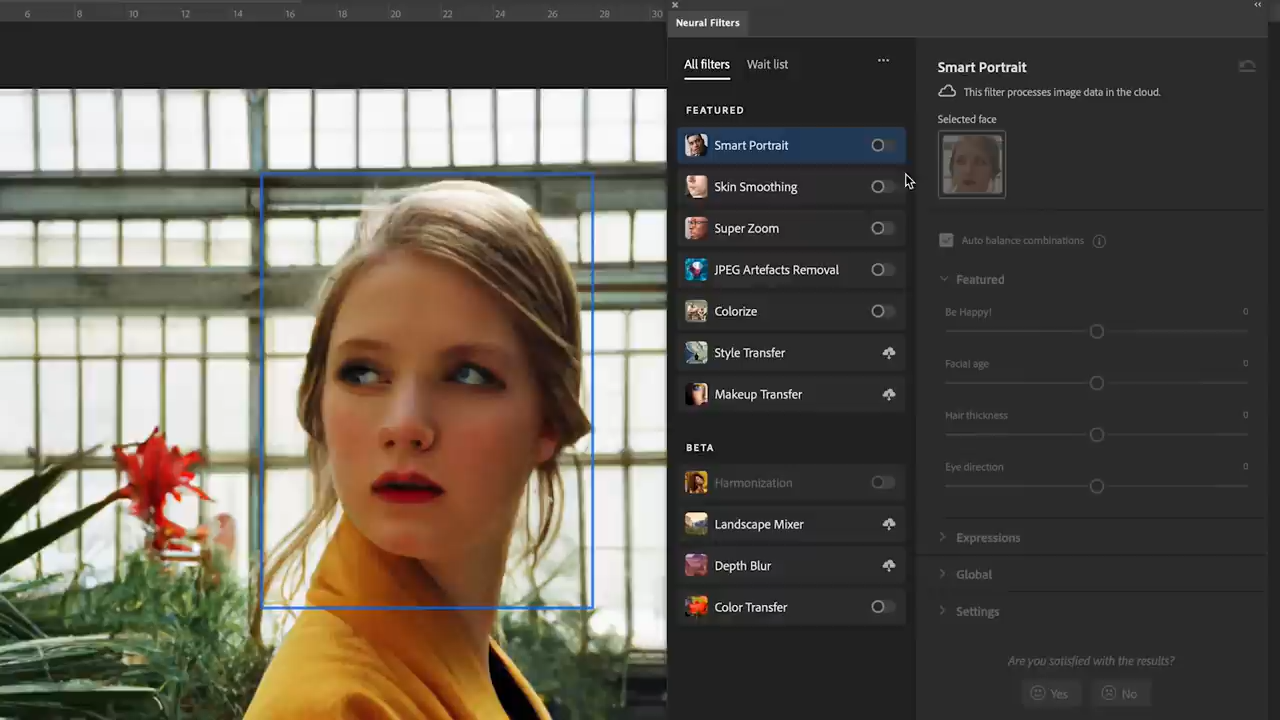 6 8 10 12 14 16 18 20 22 24 26 28 30
Neural Filters
All filters Wait list
FEATURED
Smart Portrait
Skin Smoothing
Super Zoom
JPEG Artefacts Removal
Colorize
Style Transfer
Makeup Transfer
BETA
Harmonization
Landscape Mixer
Depth Blur
Color Transfer
Smart Portrait
This filter processes image data in the cloud.
Selected face
Auto balance combinations
Featured
Be Happy! 0
Facial age 0
Hair thickness 0
Eye direction 0
Expressions
Global
Settings
Are you satisfied with the results?
Yes No